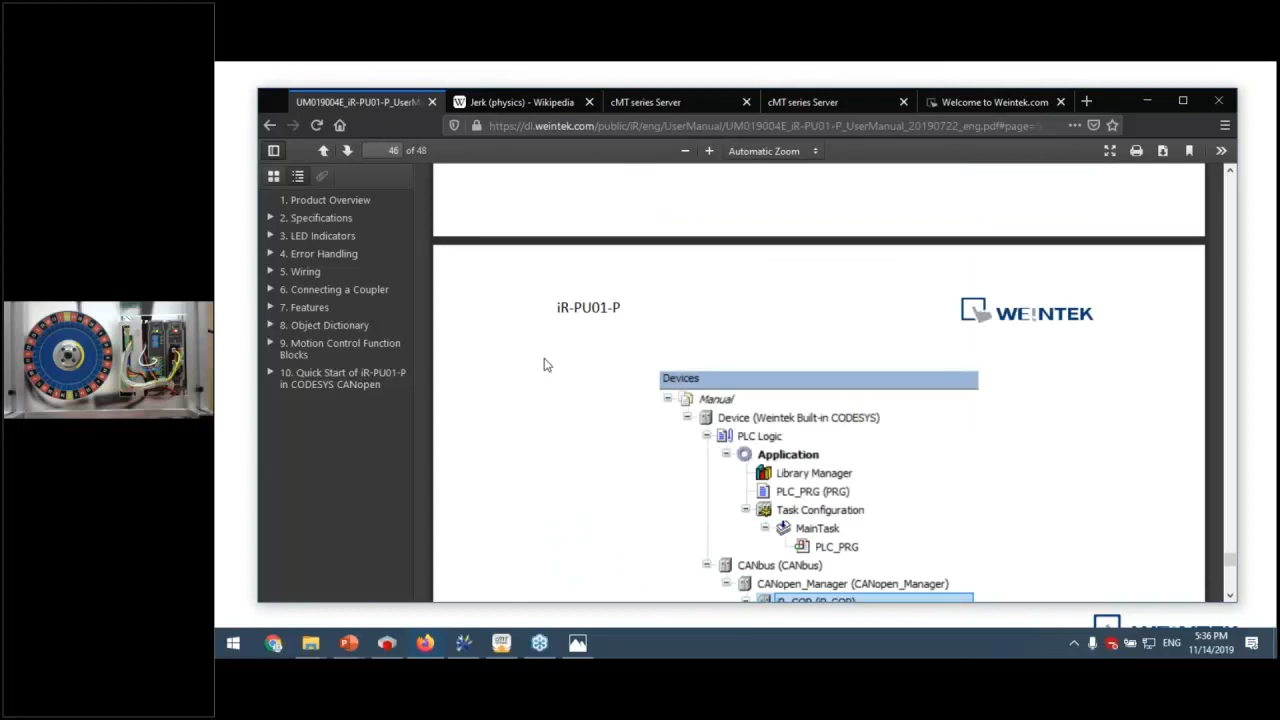 UM019004E_iR-PU01-P_UserM
Jerk (physics) - Wikipedia
cMT series Server
cMT series Server
Welcome to Weintek.com
https://dl.weintek.com/public/iR/eng/UserManual/UM019004E_iR-PU01-P_UserManual_20190722_eng.pdf#page=
46 of 48
Automatic Zoom
1. Product Overview
2. Specifications
3. LED Indicators
4. Error Handling
5. Wiring
6. Connecting a Coupler
7. Features
8. Object Dictionary
9. Motion Control Function
Blocks
10. Quick Start of iR-PU01-P
in CODESYS CANopen
iR-PU01-P
WEINTEK
Devices
Manual
Device (Weintek Built-in CODESYS)
PLC Logic
Application
Library Manager
PLC_PRG (PRG)
Task Configuration
MainTask
PLC_PRG
CANbus (CANbus)
CANopen_Manager (CANopen_Manager)
ENG
5:36 PM
11/14/2019